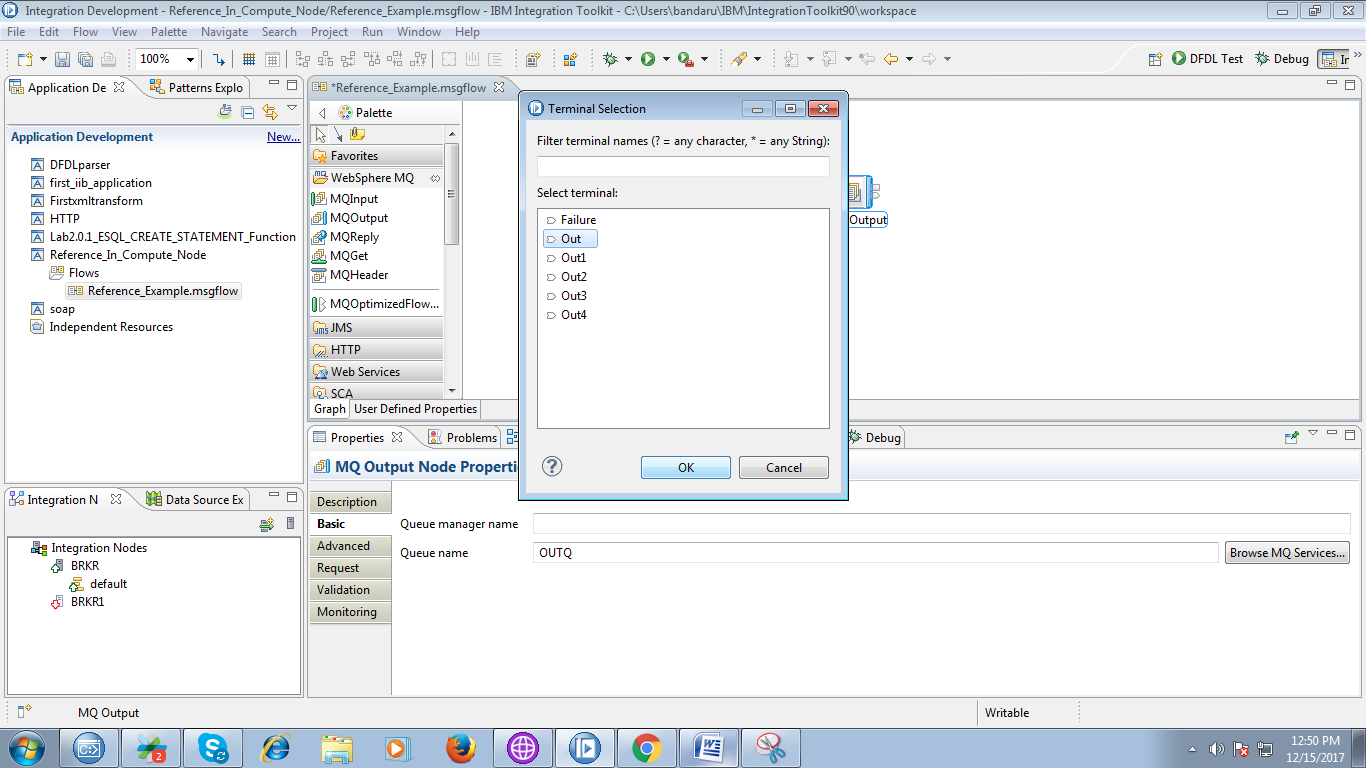 Integration Development - Reference_In_Compute_Node/Reference_Example.msgflow - IBM Integration Toolkit - C:\Users\bandaru\IBM\IntegrationToolkit90\workspace
File Edit Flow View Palette Navigate Search Project Run Window Help
100%
DFDL Test
Debug
In
Application De
Patterns Explo
Application Development
New...
DFDLparser
first_iib_application
Firstxmltransform
HTTP
Lab2.0.1_ESQL_CREATE_STATEMENT_Function
Reference_In_Compute_Node
Flows
Reference_Example.msgflow
soap
Independent Resources
*Reference_Example.msgflow
Palette
Favorites
WebSphere MQ
MQInput
MQOutput
MQReply
MQGet
MQHeader
MQOptimizedFlow...
JMS
HTTP
Web Services
SCA
Graph
User Defined Properties
Output
Terminal Selection
Filter terminal names (? = any character, * = any String):
Select terminal:
Failure
Out
Out1
Out2
Out3
Out4
?
OK
Cancel
Properties
Problems
Debug
MQ Output Node Properti
Description
Basic
Advanced
Request
Validation
Monitoring
Queue manager name
Queue name
OUTQ
Browse MQ Services...
Integration N
Data Source Ex
Integration Nodes
BRKR
default
BRKR1
MQ Output
Writable
2
12:50 PM
12/15/2017